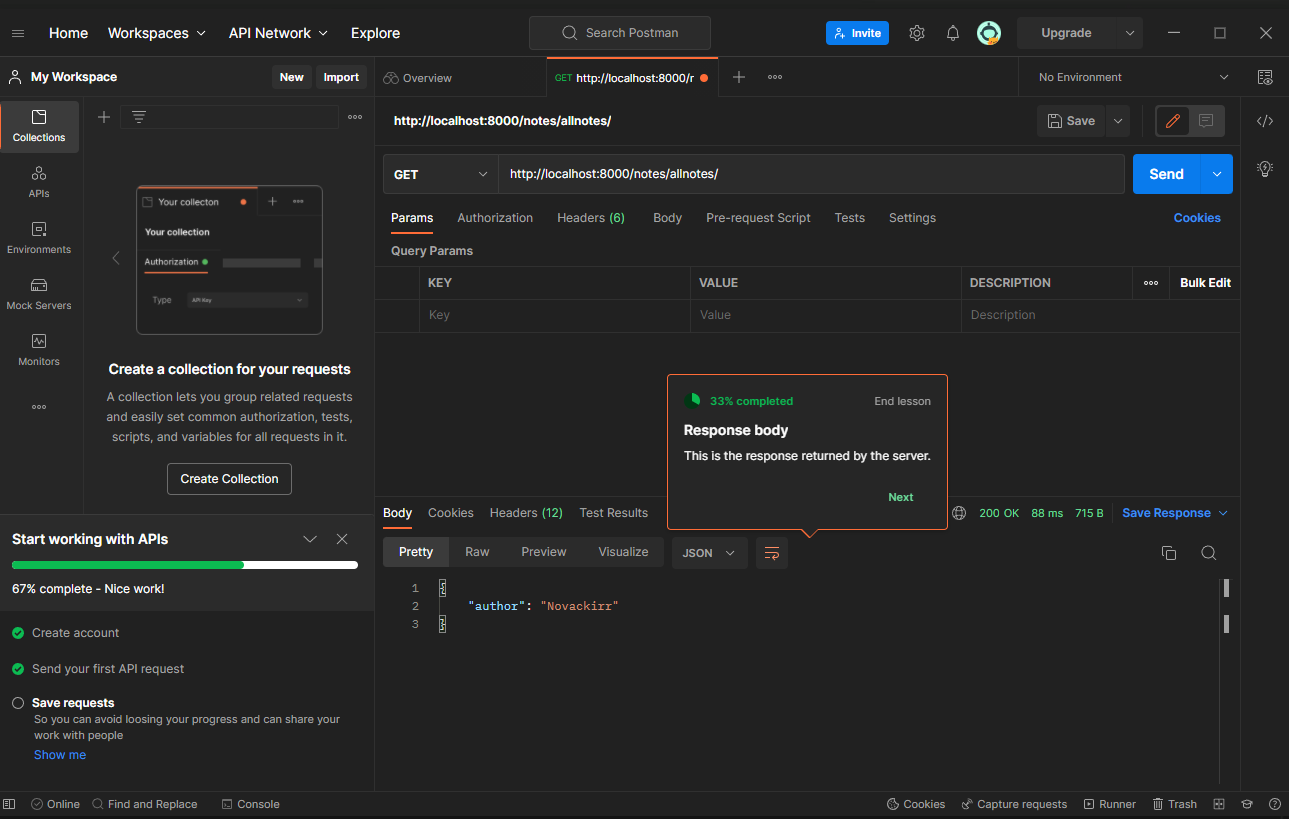 Home Workspaces API Network Explore Search Postman Invite Upgrade
My Workspace New Import
Overview GET http://localhost:8000/r No Environment
Collections
APIs
Environments
Mock Servers
Monitors
Your collecton
Your collection
Authorization
Type API Key
Create a collection for your requests
A collection lets you group related requests
and easily set common authorization, tests,
scripts, and variables for all requests in it.
Create Collection
Start working with APIs
67% complete - Nice work!
Create account
Send your first API request
Save requests
So you can avoid loosing your progress and can share your
work with people
Show me
http://localhost:8000/notes/allnotes/ Save
GET http://localhost:8000/notes/allnotes/ Send
Params Authorization Headers (6) Body Pre-request Script Tests Settings Cookies
Query Params
KEY VALUE DESCRIPTION Bulk Edit
Key Value Description
33% completed End lesson
Response body
This is the response returned by the server.
Next
Body Cookies Headers (12) Test Results 200 OK 88 ms 715 B Save Response
Pretty Raw Preview Visualize JSON
1 {
2 "author": "Novackirr"
3 }
Online Find and Replace Console Cookies Capture requests Runner Trash